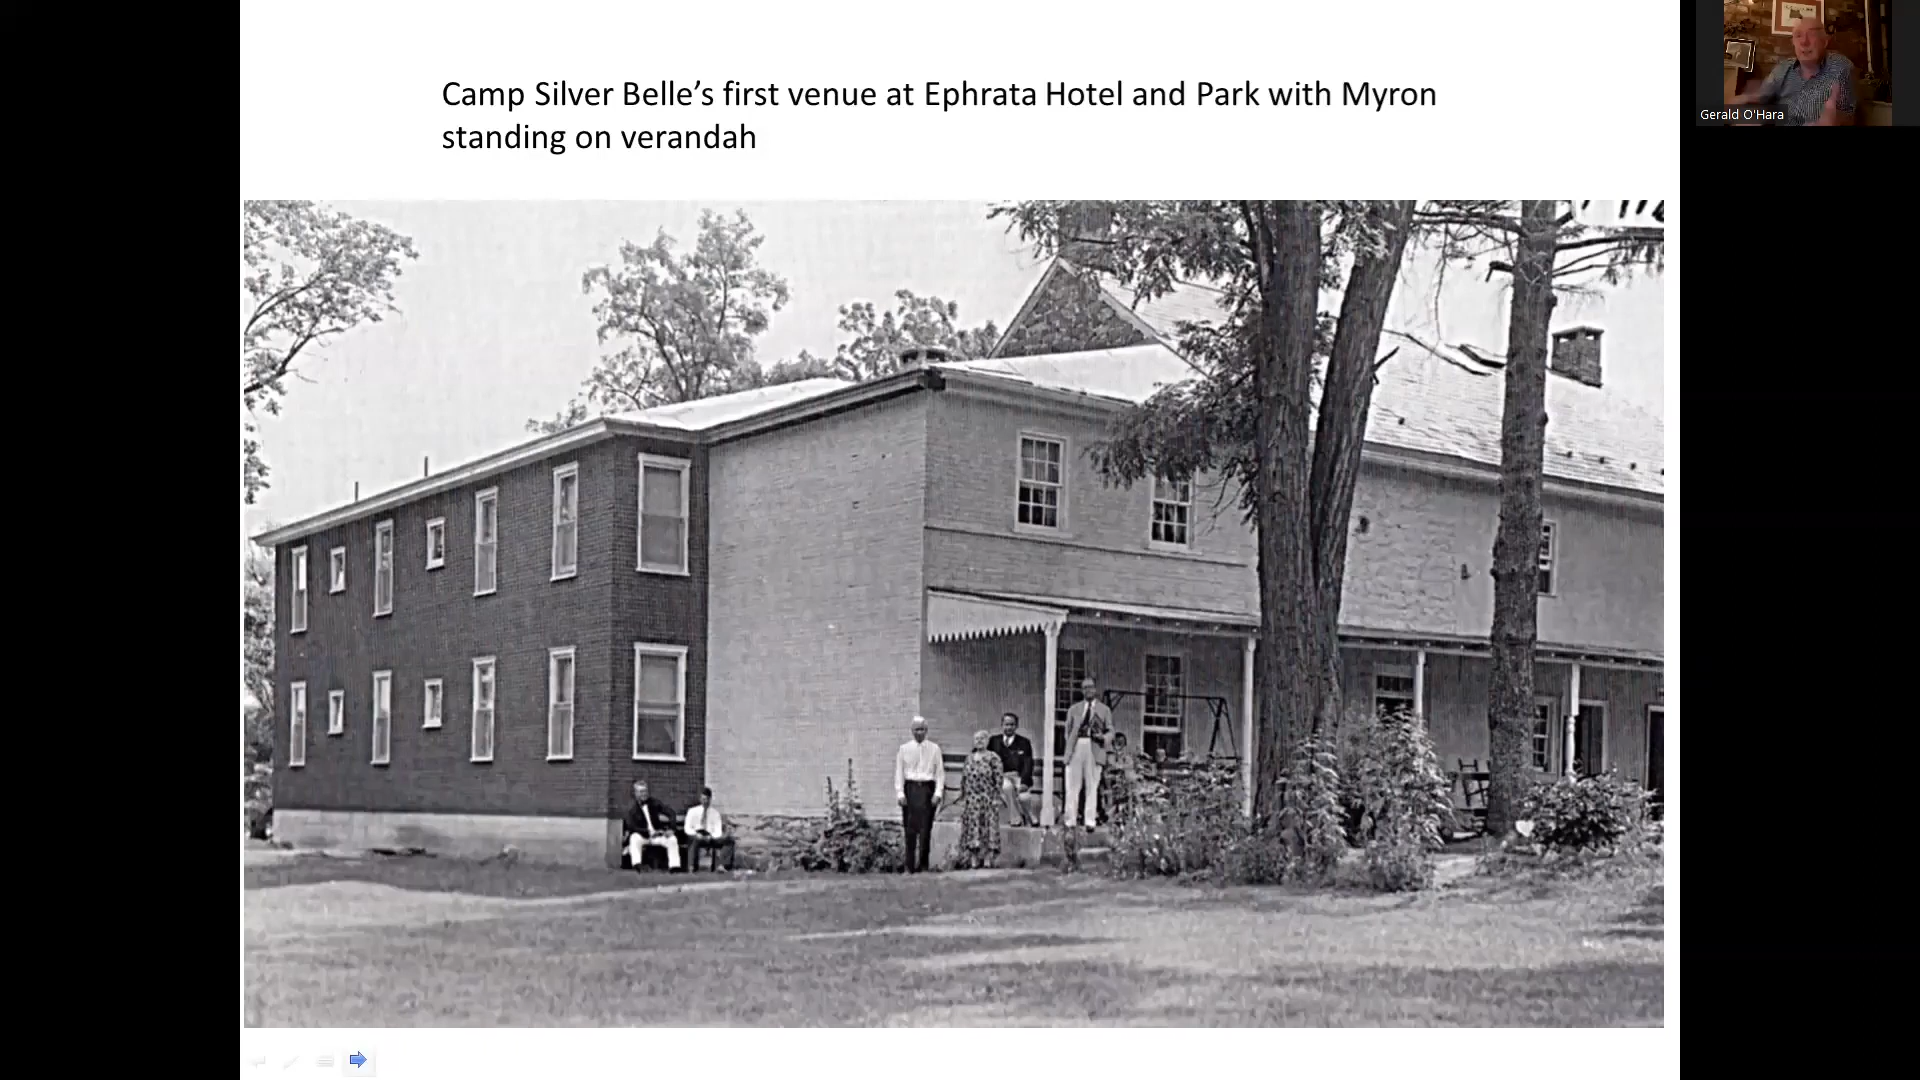 Camp Silver Belle’s first venue at Ephrata Hotel and Park with Myron
standing on verandah
Gerald O'Hara